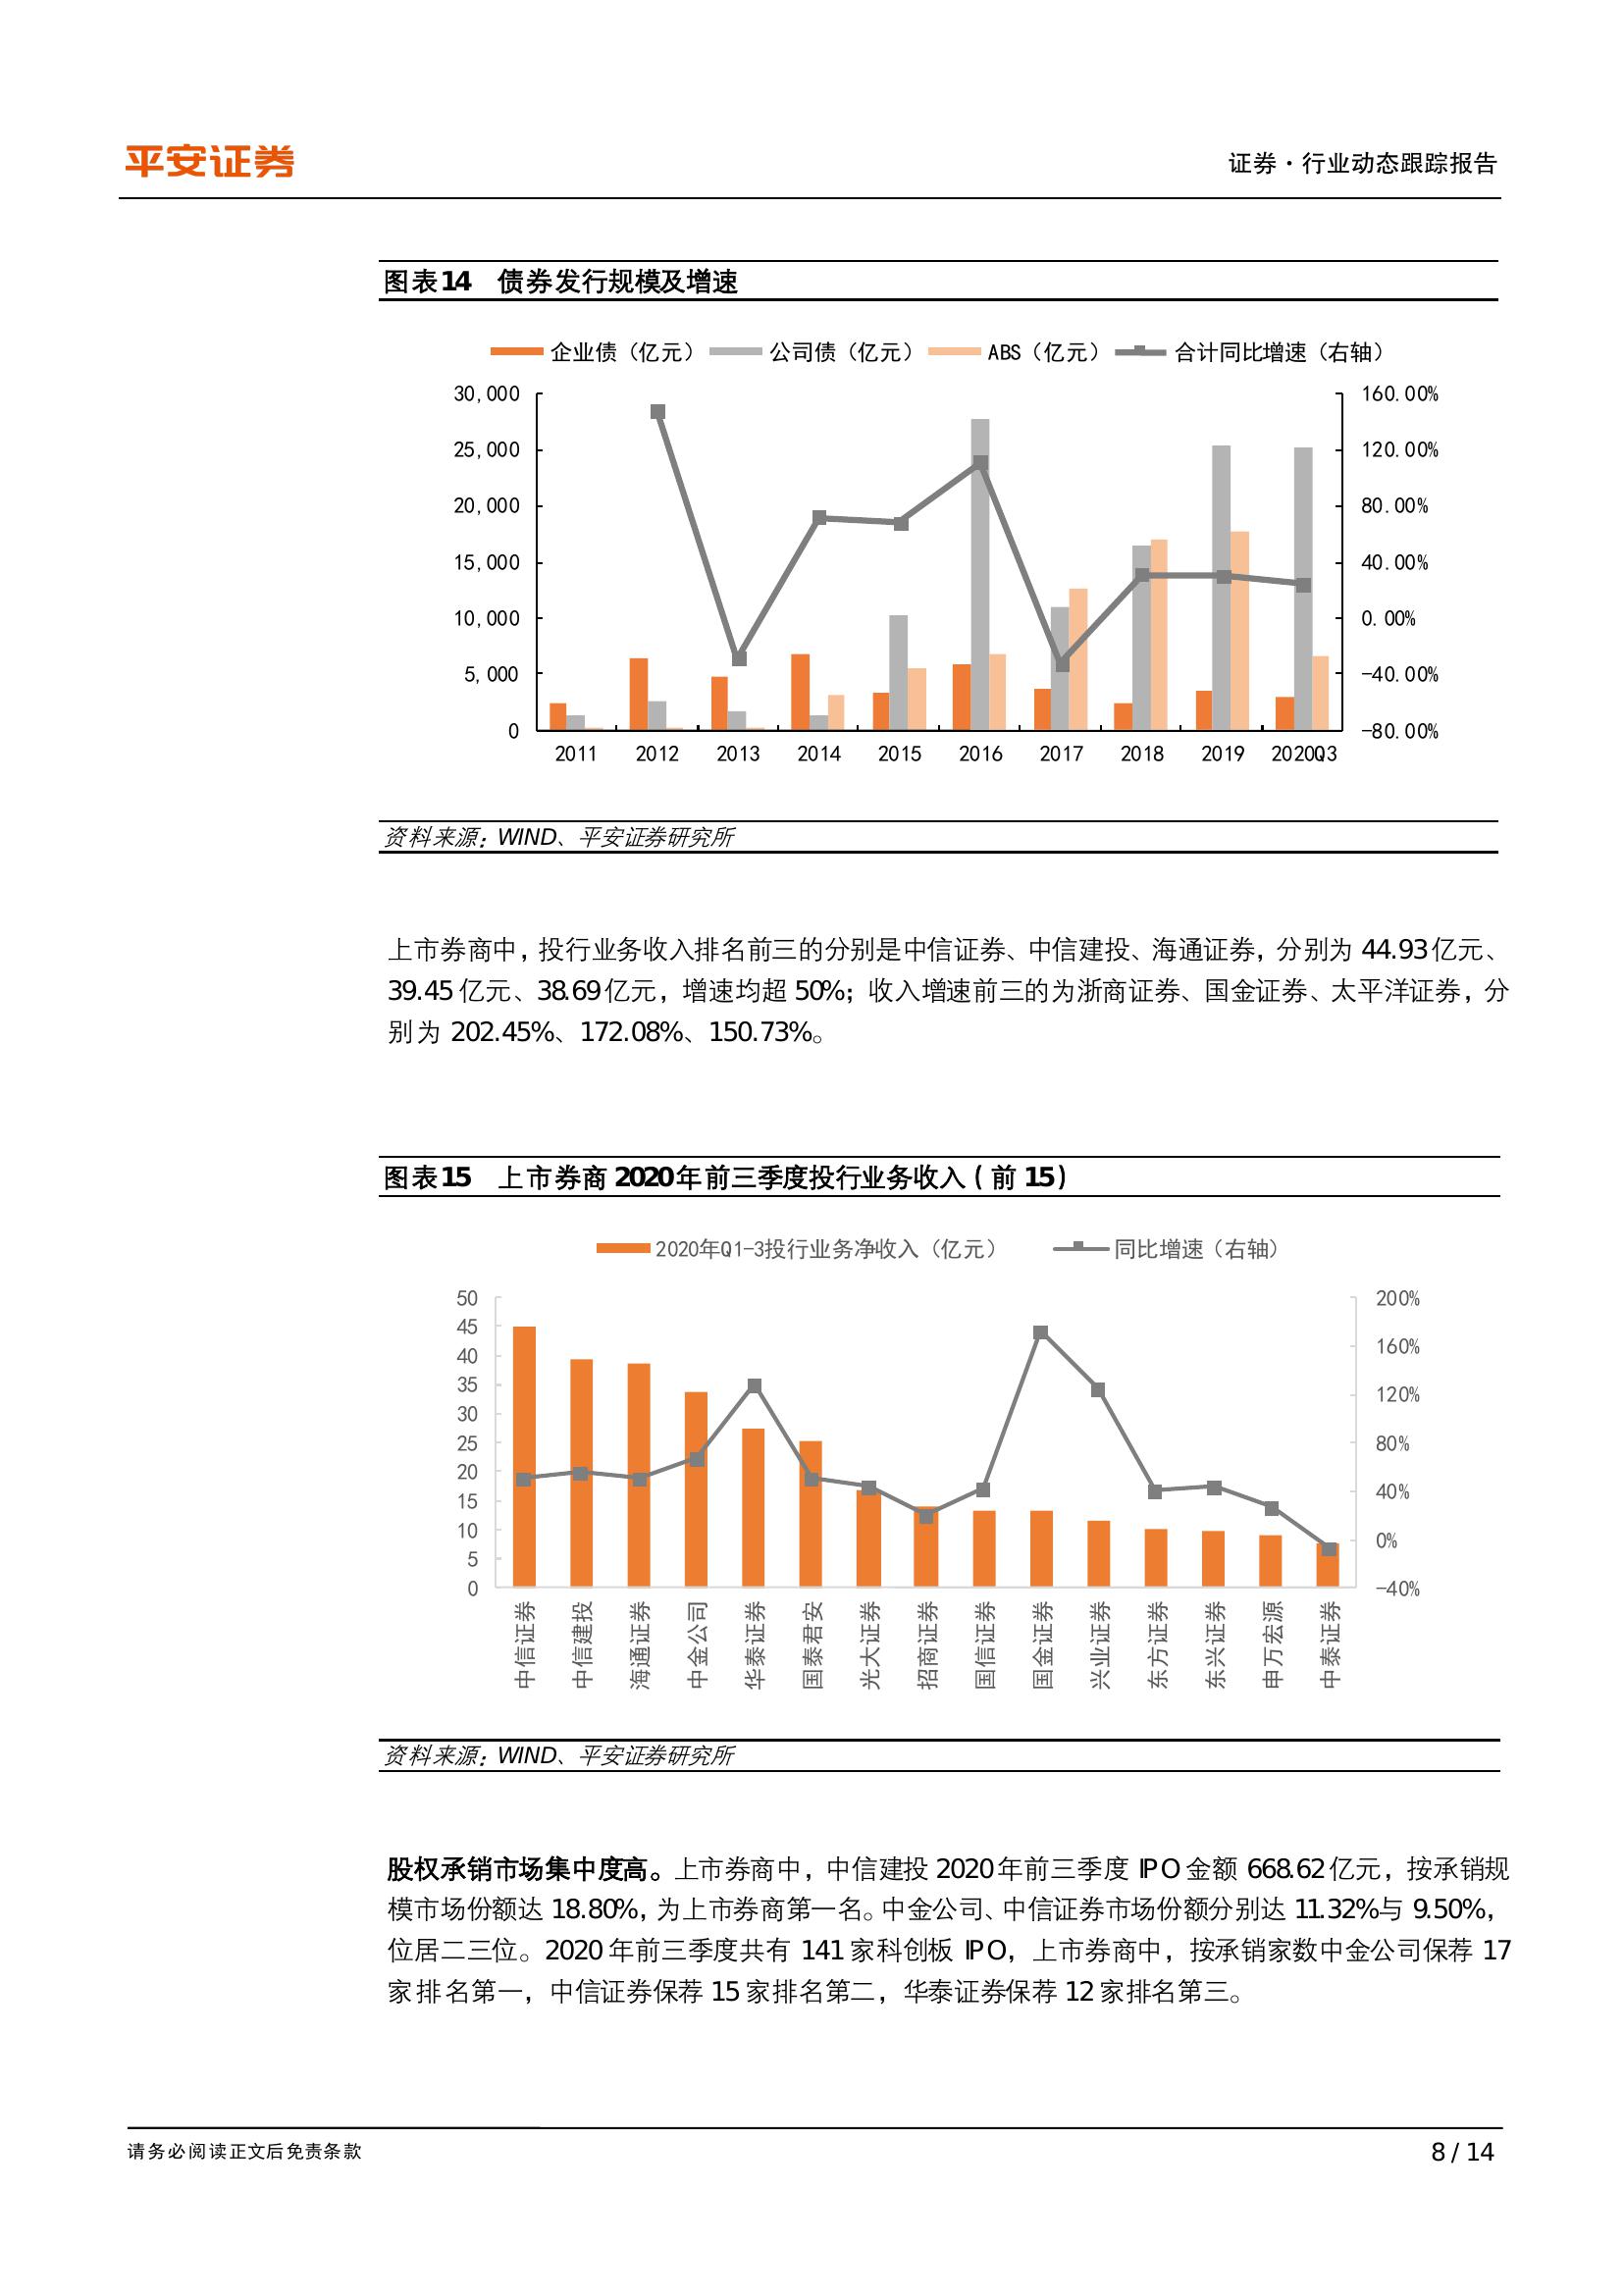 平安证券
证券·行业动态跟踪报告
图表14 债券发行规模及增速
企业债（亿元） 公司债（亿元） ABS（亿元） 合计同比增速（右轴）
30,000 160.00%
25,000 120.00%
20,000 80.00%
15,000 40.00%
10,000 0.00%
5,000 -40.00%
0 -80.00%
2011 2012 2013 2014 2015 2016 2017 2018 2019 2020Q3
资料来源：WIND、平安证券研究所
上市券商中，投行业务收入排名前三的分别是中信证券、中信建投、海通证券，分别为 44.93亿元、
39.45 亿元、38.69亿元，增速均超 50%；收入增速前三的为浙商证券、国金证券、太平洋证券，分
别为 202.45%、172.08%、150.73%。
图表15 上市券商 2020年前三季度投行业务收入（前 15）
2020年Q1-3投行业务净收入（亿元） 同比增速（右轴）
50 200%
45
40 160%
35
30 120%
25 80%
20
15 40%
10 0%
5
0 -40%
中信证券 中信建投 海通证券 中金公司 华泰证券 国泰君安 光大证券 招商证券 国信证券 国金证券 兴业证券 东方证券 东兴证券 申万宏源 中泰证券
资料来源：WIND、平安证券研究所
股权承销市场集中度高。上市券商中，中信建投 2020年前三季度 IPO金额 668.62亿元，按承销规
模市场份额达 18.80%，为上市券商第一名。中金公司、中信证券市场份额分别达 11.32%与 9.50%，
位居二三位。2020 年前三季度共有 141家科创板 IPO，上市券商中，按承销家数中金公司保荐 17
家排名第一，中信证券保荐 15 家排名第二，华泰证券保荐 12 家排名第三。
请务必阅读正文后免责条款
8 / 14